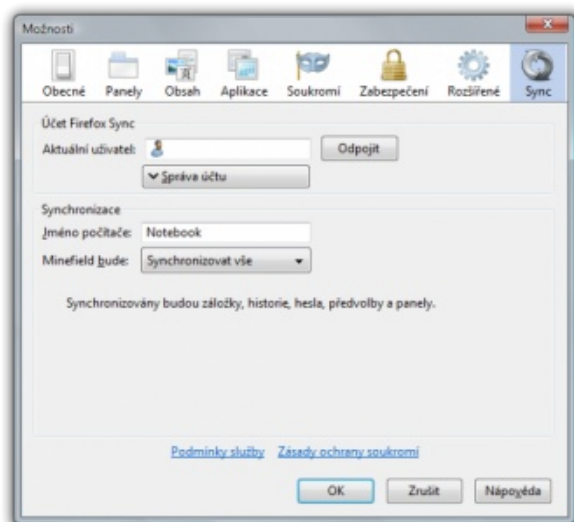 Možnosti
Obecné Panely Obsah Aplikace Soukromí Zabezpečení Rozšířené Sync
Účet Firefox Sync
Aktuální uživatel: Odpojit
Správa účtu
Synchronizace
Jméno počítače: Notebook
Minefield bude: Synchronizovat vše
Synchronizovány budou záložky, historie, hesla, předvolby a panely.
Podmínky služby Zásady ochrany soukromí
OK Zrušit Nápověda